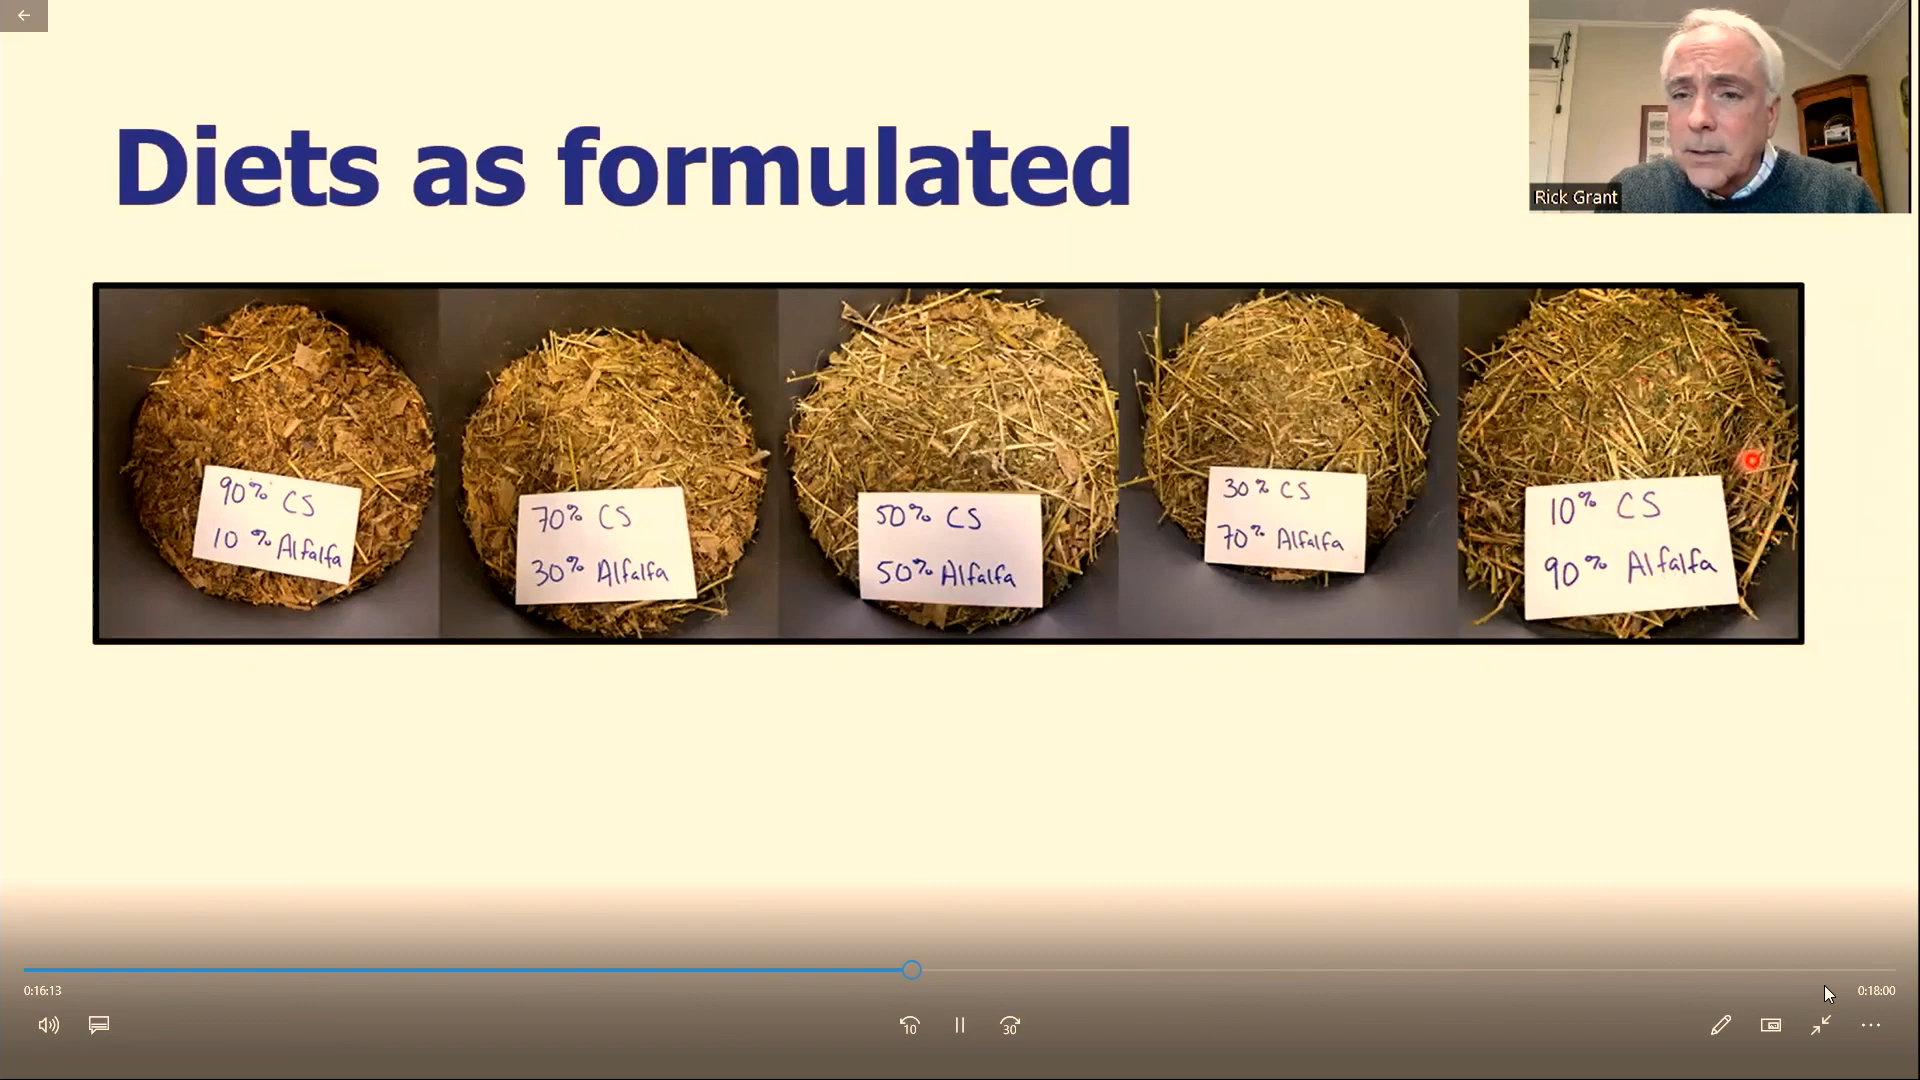 Diets as formulated
Rick Grant
90% CS
10% Alfalfa
70% CS
30% Alfalfa
50% CS
50% Alfalfa
30% CS
70% Alfalfa
10% CS
90% Alfalfa
0:16:13
0:18:00
10
30